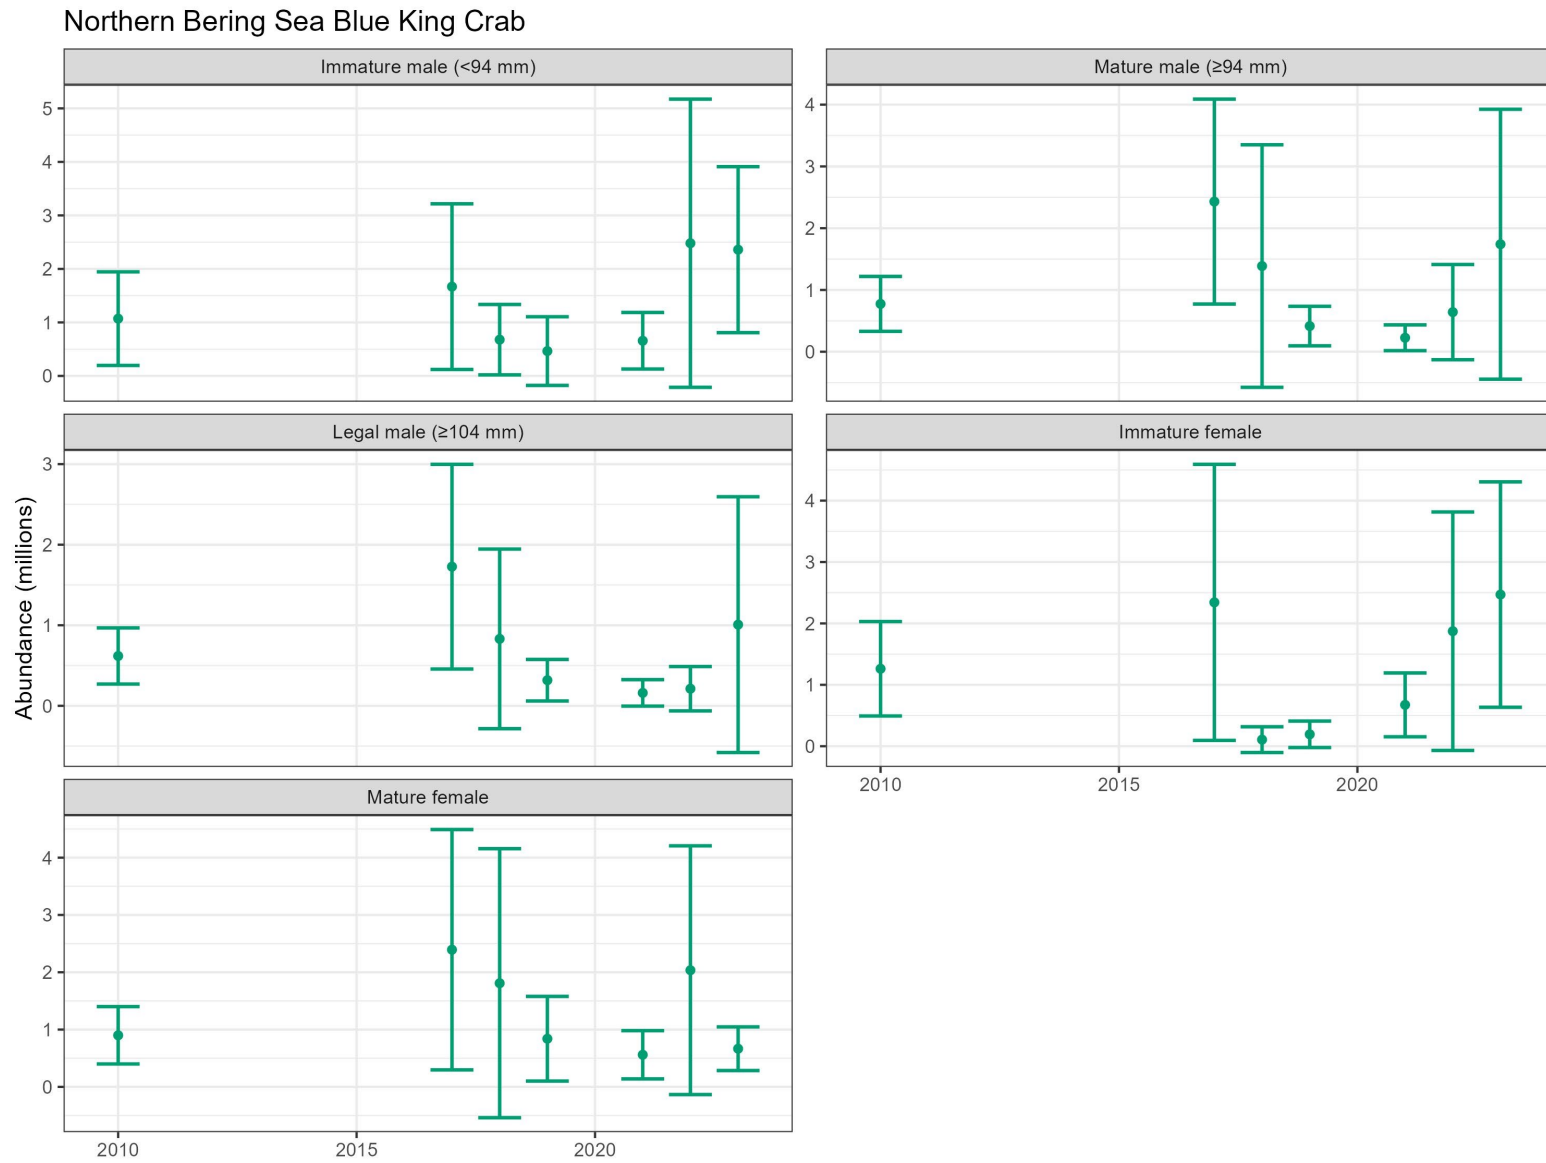 Northern Bering Sea Blue King Crab
Immature male (<94 mm)
Mature male (≥94 mm)
5
4
3
2
1
0
4
3
2
1
0
Legal male (≥104 mm)
Immature female
Abundance (millions)
3
2
1
0
4
3
2
1
0
2010 2015 2020
Mature female
4
3
2
1
0
2010 2015 2020